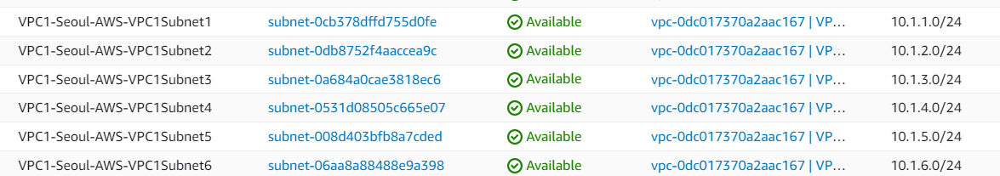 VPC1-Seoul-AWS-VPC1Subnet1 subnet-0cb378dffd755d0fe Available vpc-0dc017370a2aac167 | VP… 10.1.1.0/24
VPC1-Seoul-AWS-VPC1Subnet2 subnet-0db8752f4aaccea9c Available vpc-0dc017370a2aac167 | VP… 10.1.2.0/24
VPC1-Seoul-AWS-VPC1Subnet3 subnet-0a684a0cae3818ec6 Available vpc-0dc017370a2aac167 | VP… 10.1.3.0/24
VPC1-Seoul-AWS-VPC1Subnet4 subnet-0531d08505c665e07 Available vpc-0dc017370a2aac167 | VP… 10.1.4.0/24
VPC1-Seoul-AWS-VPC1Subnet5 subnet-008d403bfb8a7cded Available vpc-0dc017370a2aac167 | VP… 10.1.5.0/24
VPC1-Seoul-AWS-VPC1Subnet6 subnet-06aa8a88488e9a398 Available vpc-0dc017370a2aac167 | VP… 10.1.6.0/24